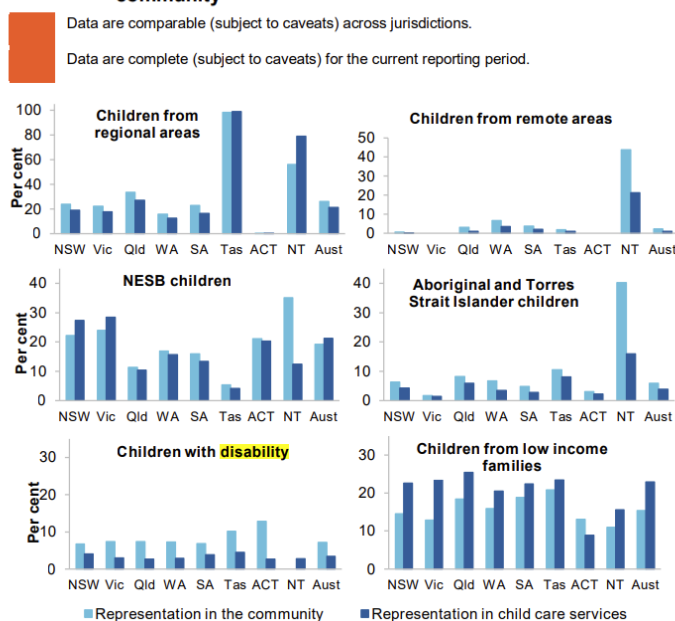 community
Data are comparable (subject to caveats) across jurisdictions.
Data are complete (subject to caveats) for the current reporting period.
Children from
regional areas
Per cent
100
80
60
40
20
0
NSW Vic Qld WA SA Tas ACT NT Aust
Children from remote areas
50
40
30
20
10
0
NSW Vic Qld WA SA Tas ACT NT Aust
NESB children
Per cent
40
30
20
10
0
NSW Vic Qld WA SA Tas ACT NT Aust
Aboriginal and Torres
Strait Islander children
40
30
20
10
0
NSW Vic Qld WA SA Tas ACT NT Aust
Children with disability
Per cent
30
20
10
0
NSW Vic Qld WA SA Tas ACT NT Aust
Children from low income
families
30
20
10
0
NSW Vic Qld WA SA Tas ACT NT Aust
Representation in the community
Representation in child care services